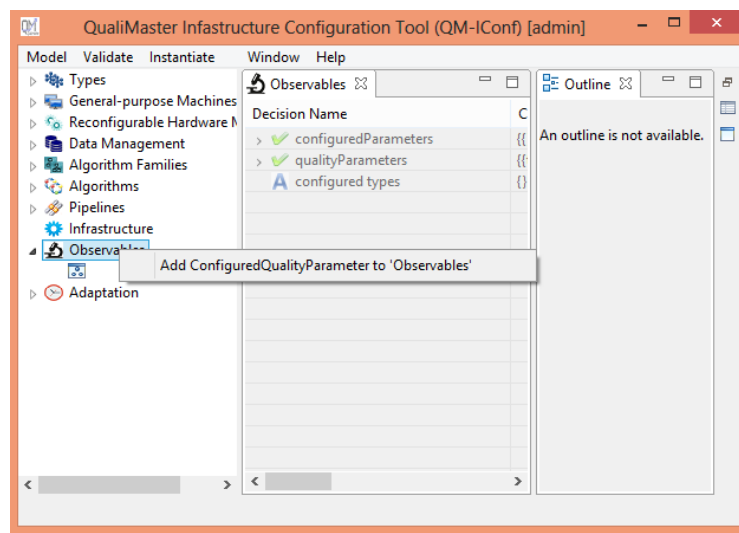 QualiMaster Infastructure Configuration Tool (QM-IConf) [admin]
Model Validate Instantiate Window Help
Types
General-purpose Machines
Reconfigurable Hardware
Data Management
Algorithm Families
Algorithms
Pipelines
Infrastructure
Observables
Adaptation
Observables
Decision Name C
configuredParameters {{
qualityParameters {{
configured types {}
Add ConfiguredQualityParameter to 'Observables'
Outline
An outline is not available.